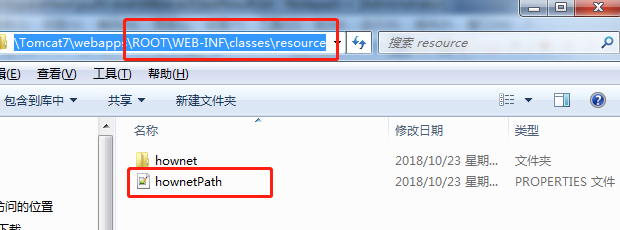 \Tomcat7\webapps\ROOT\WEB-INF\classes\resource
搜索 resource
(E) 查看(V) 工具(T) 帮助(H)
包含到库中 共享 新建文件夹
名称 修改日期 类型
hownet 2018/10/23 星期... 文件夹
hownetPath 2018/10/23 星期... PROPERTIES 文件
访问的位置
下载